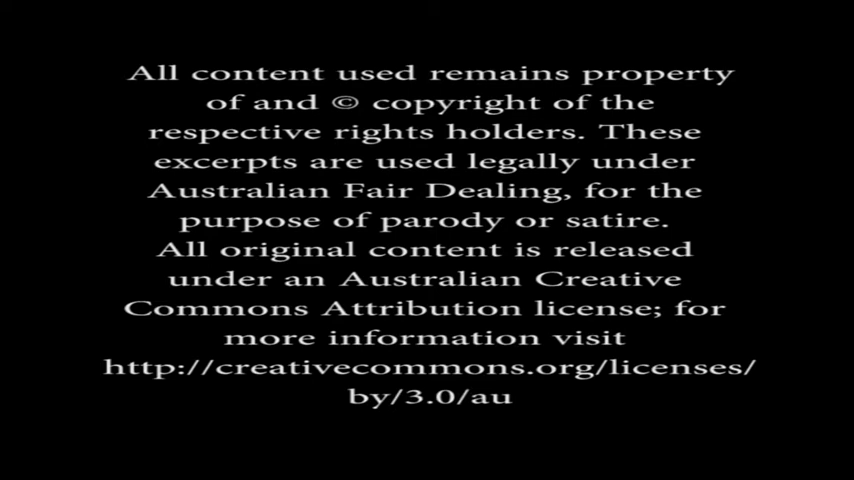 All content used remains property
of and © copyright of the
respective rights holders. These
excerpts are used legally under
Australian Fair Dealing, for the
purpose of parody or satire.
All original content is released
under an Australian Creative
Commons Attribution license; for
more information visit
http://creativecommons.org/licenses/
by/3.0/au